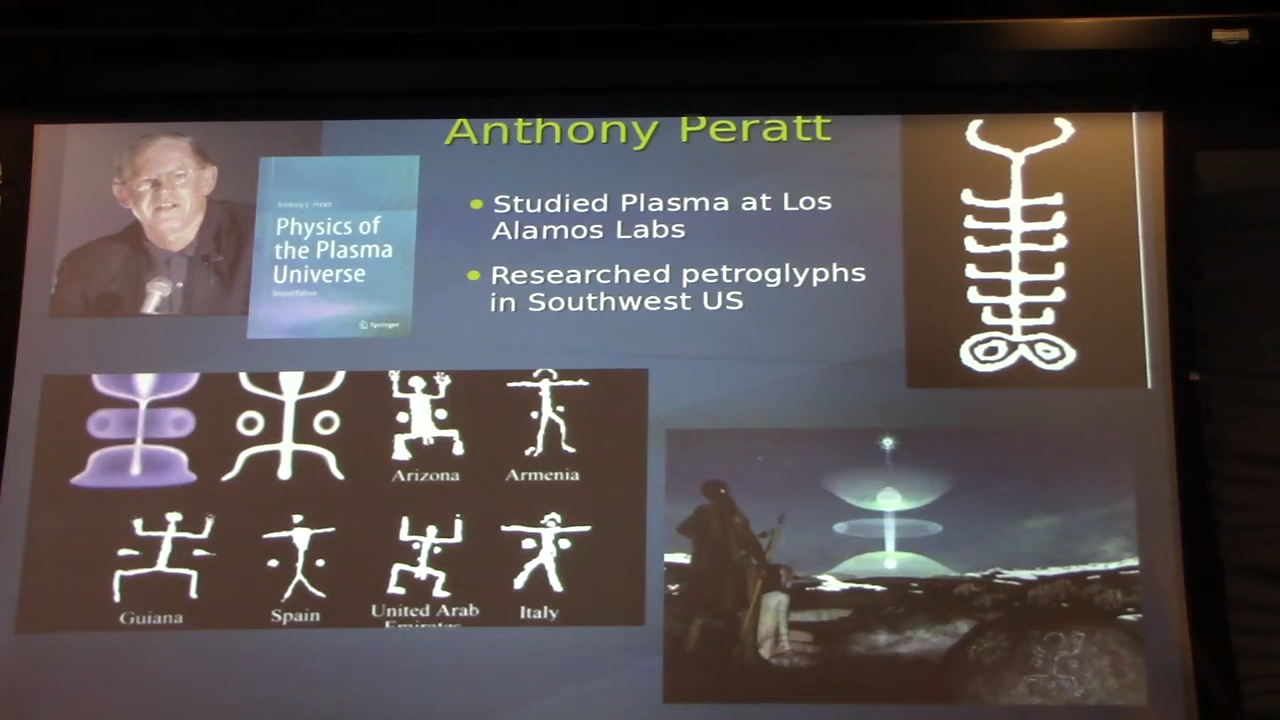 Anthony Peratt
Anthony L. Peratt
Physics of
the Plasma
Universe
Second Edition
Springer
• Studied Plasma at Los
Alamos Labs
• Researched petroglyphs
in Southwest US
Arizona
Armenia
Guiana
Spain
United Arab
Emirates
Italy